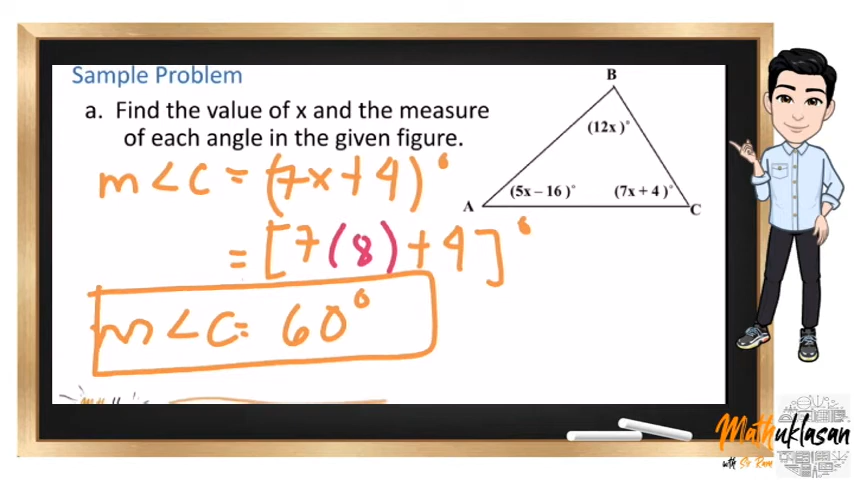 Sample Problem
a. Find the value of x and the measure
of each angle in the given figure.
m<C = (7x+4)°
= [7(8)+4]°
m<C = 60°
B
(12x)°
(5x – 16)°
(7x + 4)°
A
C
Mathuklasan
with Sir Ram